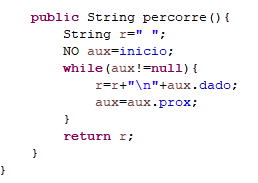 public String percorre(){
String r=" ";
NO aux=inicio;
while(aux!=null){
r=r+"\n"+aux.dado;
aux=aux.prox;
}
return r;
}
}